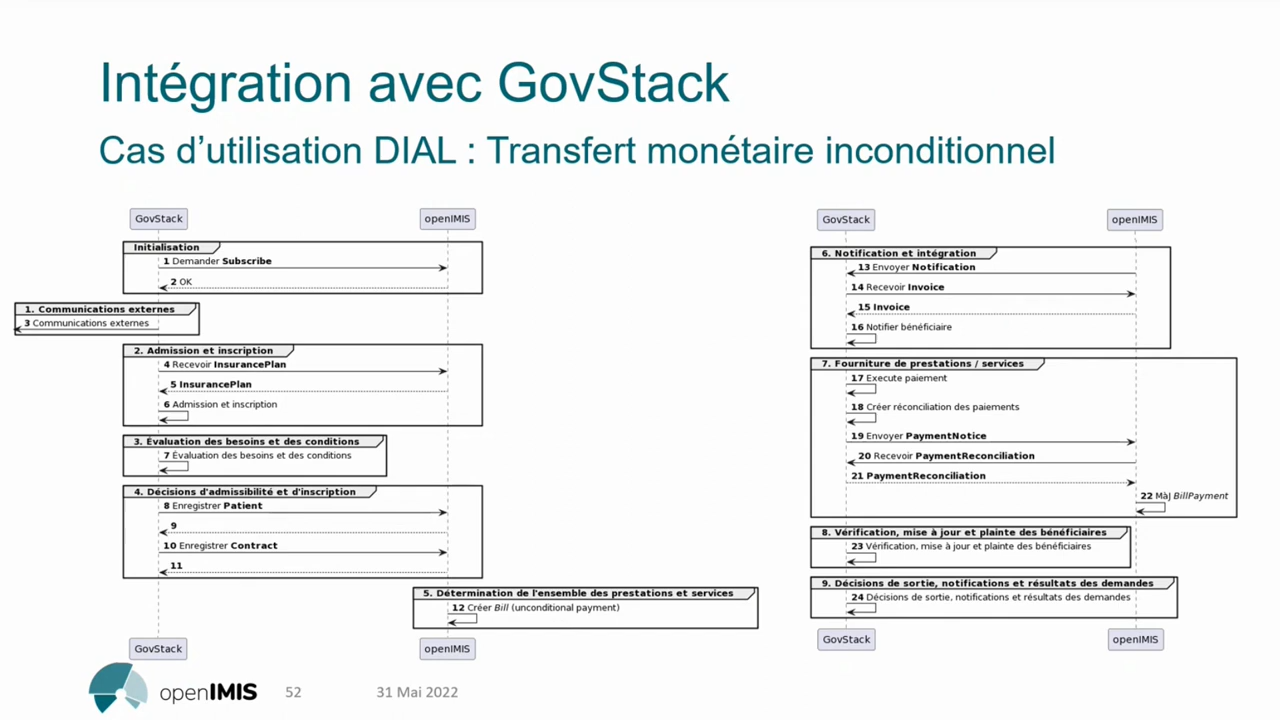 Intégration avec GovStack
Cas d’utilisation DIAL : Transfert monétaire inconditionnel
GovStack
openIMIS
Initialisation
1 Demander Subscribe
2 OK
1. Communications externes
3 Communications externes
2. Admission et inscription
4 Recevoir InsurancePlan
5 InsurancePlan
6 Admission et inscription
3. Évaluation des besoins et des conditions
7 Évaluation des besoins et des conditions
4. Décisions d'admissibilité et d'inscription
8 Enregistrer Patient
9
10 Enregistrer Contract
11
5. Détermination de l'ensemble des prestations et services
12 Créer Bill (unconditional payment)
GovStack
openIMIS
GovStack
openIMIS
6. Notification et intégration
13 Envoyer Notification
14 Recevoir Invoice
15 Invoice
16 Notifier bénéficiaire
7. Fourniture de prestations / services
17 Execute paiement
18 Créer réconciliation des paiements
19 Envoyer PaymentNotice
20 Recevoir PaymentReconciliation
21 PaymentReconciliation
22 MàJ BillPayment
8. Vérification, mise à jour et plainte des bénéficiaires
23 Vérification, mise à jour et plainte des bénéficiaires
9. Décisions de sortie, notifications et résultats des demandes
24 Décisions de sortie, notifications et résultats des demandes
GovStack
openIMIS
openIMIS
52
31 Mai 2022